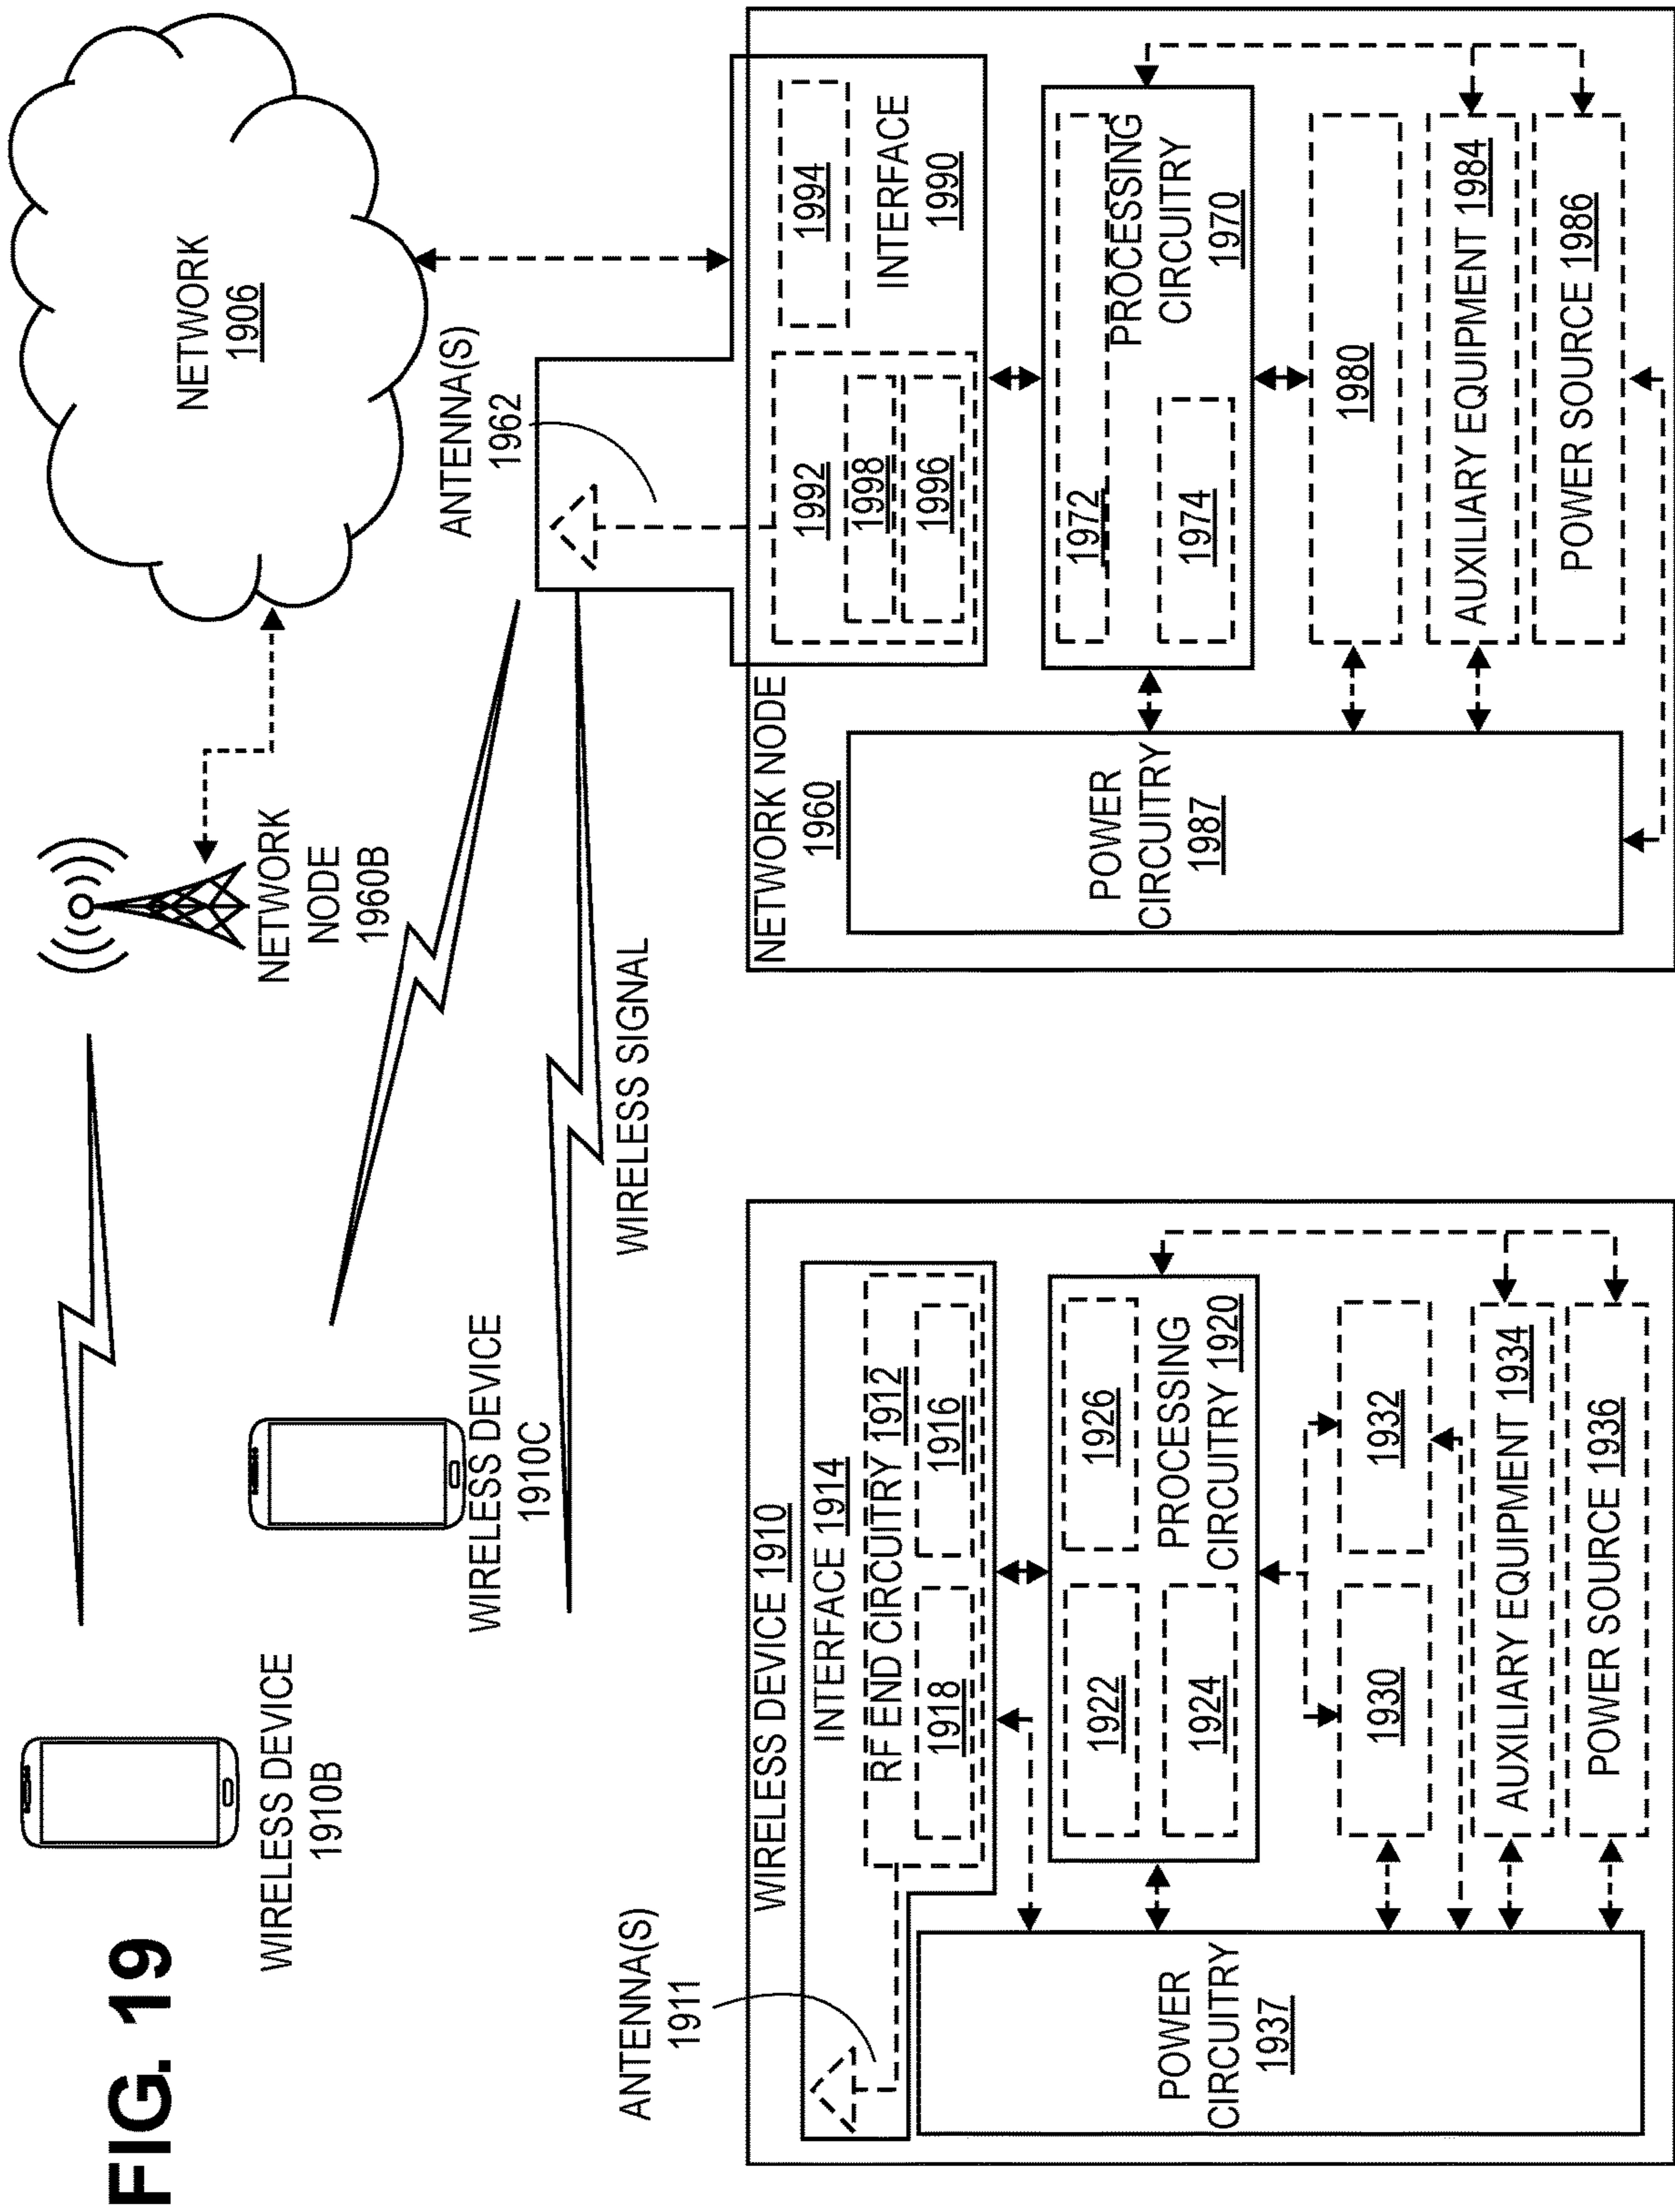 FIG. 19
WIRELESS DEVICE
1910B
WIRELESS DEVICE
1910C
NETWORK
NODE
1960B
NETWORK
1906
ANTENNA(S)
1962
WIRELESS SIGNAL
ANTENNA(S)
1911
WIRELESS DEVICE 1910
INTERFACE 1914
RF END CIRCUITRY 1912
1918
1916
1922
1926
1924
PROCESSING
CIRCUITRY 1920
1930
1932
AUXILIARY EQUIPMENT 1934
POWER SOURCE 1936
POWER
CIRCUITRY
1937
NETWORK NODE
1960
1992
1998
1996
1994
INTERFACE
1990
1972
1974
PROCESSING
CIRCUITRY
1970
1980
AUXILIARY EQUIPMENT 1984
POWER SOURCE 1986
POWER
CIRCUITRY
1987